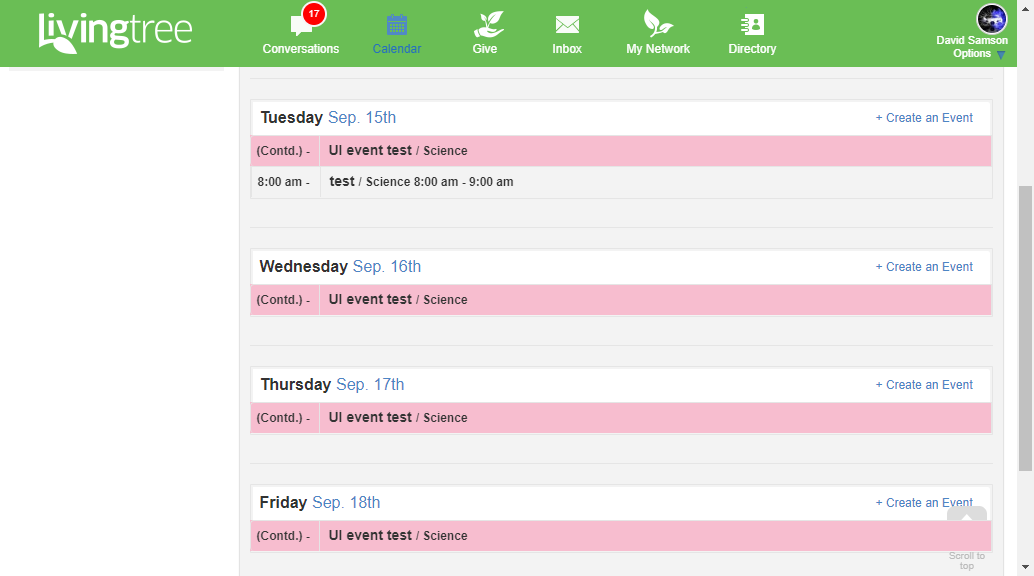 livingtree
17
Conversations
Calendar
Give
Inbox
My Network
Directory
David Samson
Options
Tuesday Sep. 15th
+ Create an Event
(Contd.) - UI event test / Science
8:00 am - test / Science 8:00 am - 9:00 am
Wednesday Sep. 16th
+ Create an Event
(Contd.) - UI event test / Science
Thursday Sep. 17th
+ Create an Event
(Contd.) - UI event test / Science
Friday Sep. 18th
+ Create an Event
(Contd.) - UI event test / Science
Scroll to
top